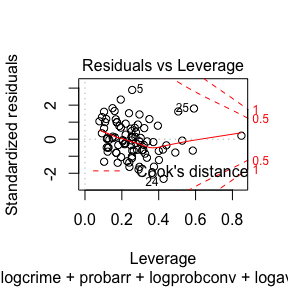 Residuals vs Leverage
Standardized residuals
2
0
-2
5
25
24
1
0.5
0.5
1
Cook's distance
0.0 0.2 0.4 0.6 0.8
Leverage
logcrime + probarr + logprobconv + logav